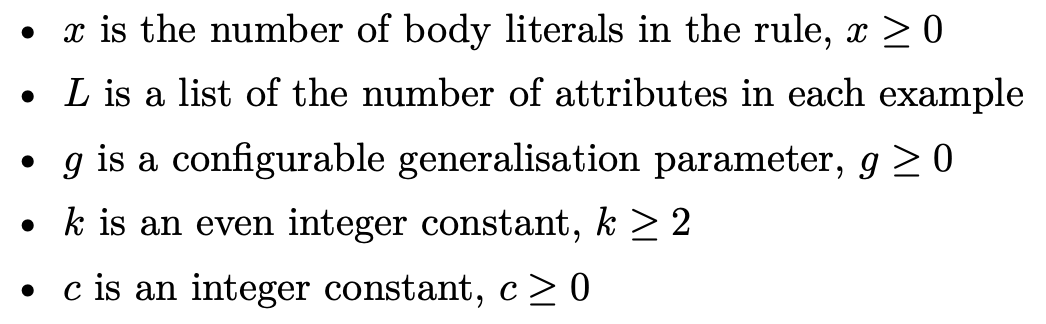 • x is the number of body literals in the rule, x ≥ 0
• L is a list of the number of attributes in each example
• g is a configurable generalisation parameter, g ≥ 0
• k is an even integer constant, k ≥ 2
• c is an integer constant, c ≥ 0